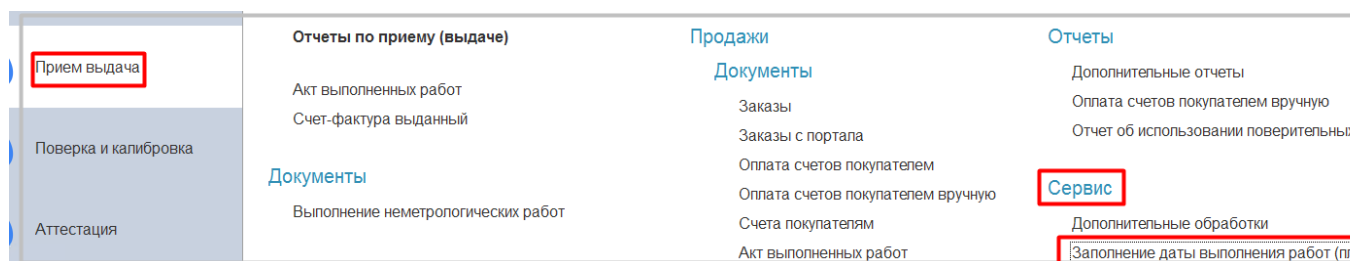 Прием выдача
Поверка и калибровка
Аттестация
Отчеты по приему (выдаче)
Акт выполненных работ
Счет-фактура выданный
Документы
Выполнение неметрологических работ
Продажи
Документы
Заказы
Заказы с портала
Оплата счетов покупателем
Оплата счетов покупателем вручную
Счета покупателям
Акт выполненных работ
Отчеты
Дополнительные отчеты
Оплата счетов покупателем вручную
Отчет об использовании поверительных
Сервис
Дополнительные обработки
Заполнение даты выполнения работ (